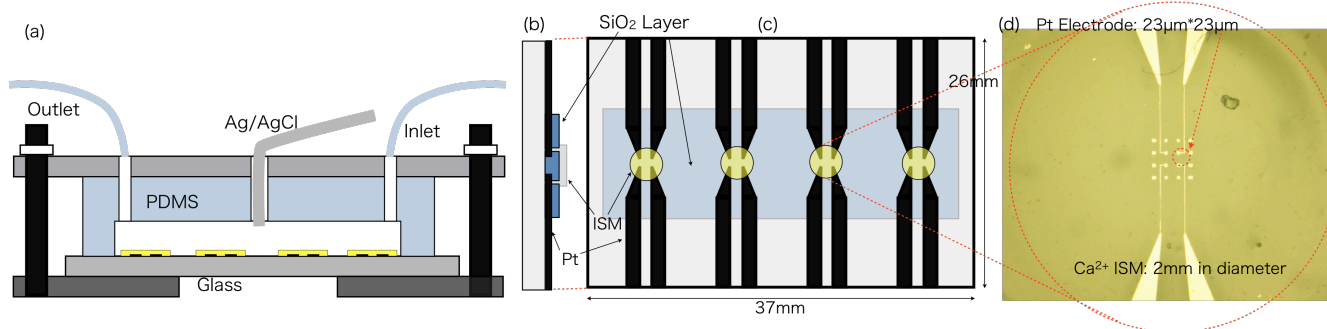 (a)
Outlet
Ag/AgCl
Inlet
PDMS
Glass
(b)
SiO₂ Layer
(c)
ISM
Pt
26mm
37mm
(d)
Pt Electrode: 23μm*23μm
Ca²⁺ ISM: 2mm in diameter